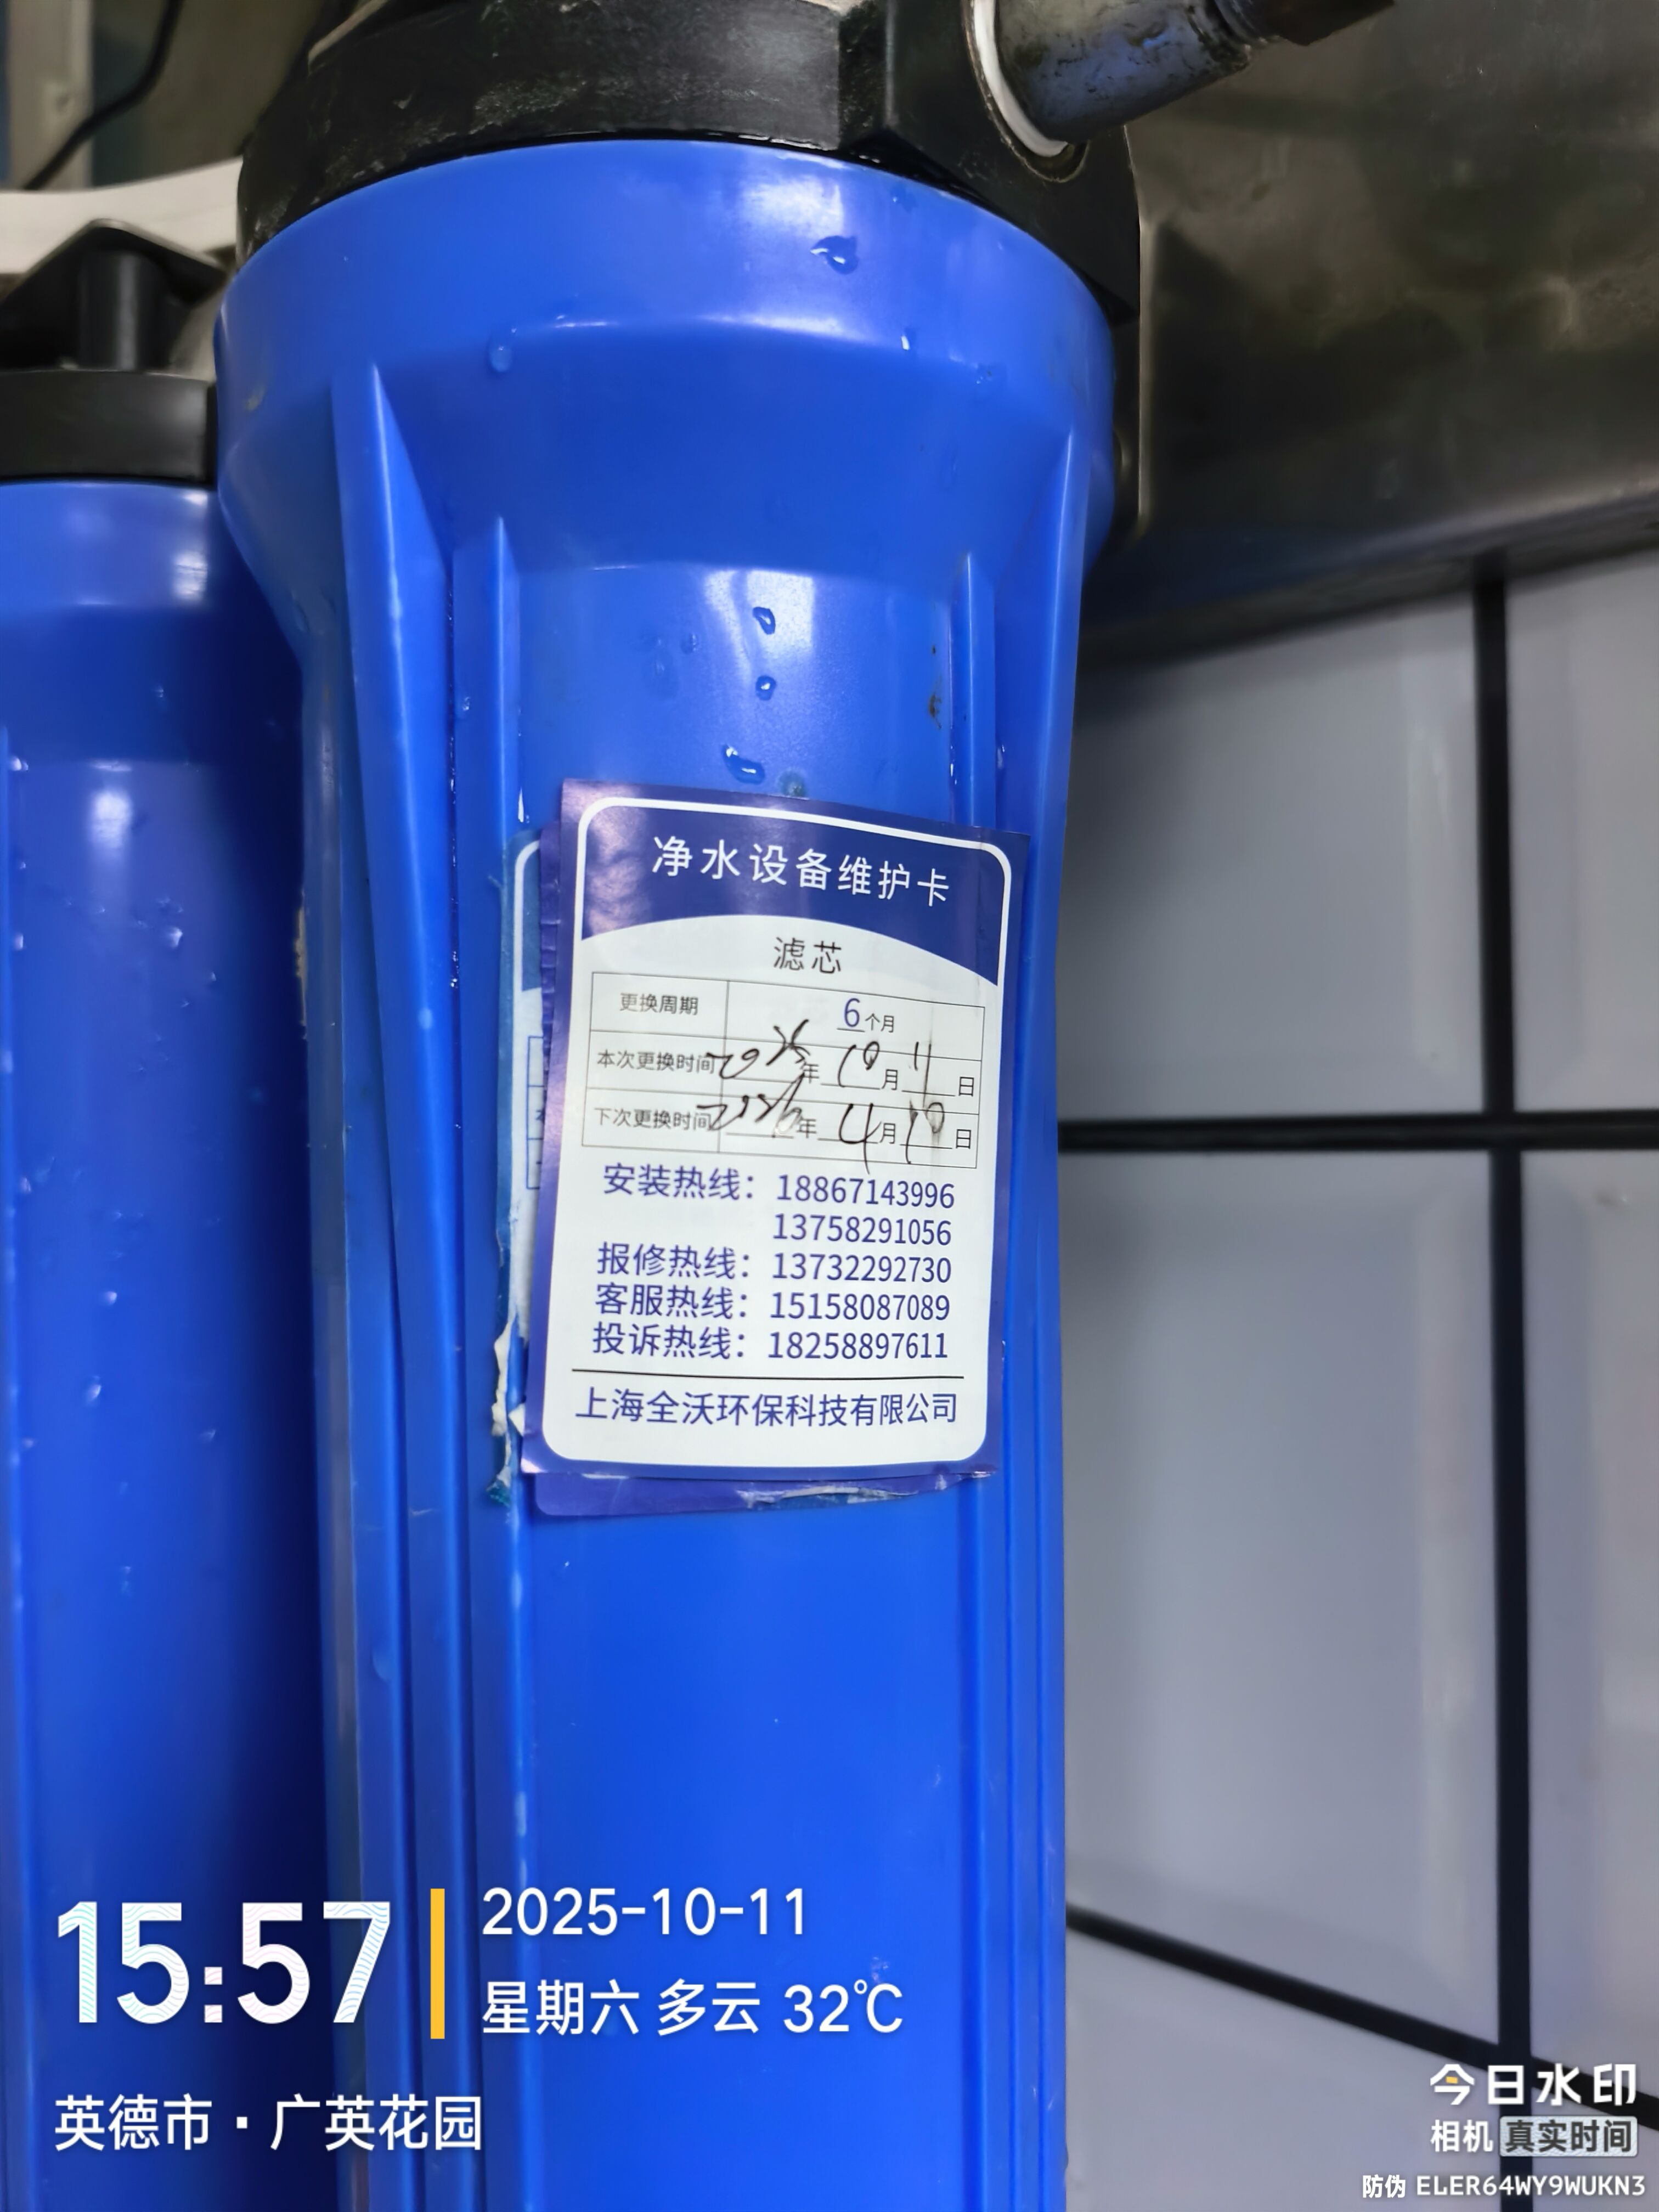 净水设备维护卡
滤芯
更换周期 6个月
本次更换时间 2025年10月11日
下次更换时间 2026年4月10日
安装热线：18867143996
13758291056
报修热线：13732292730
客服热线：15158087089
投诉热线：18258897611
上海全沃环保科技有限公司
15:57
2025-10-11
星期六 多云 32℃
英德市·广英花园
今日水印
相机 真实时间
防伪 ELER64WY9WUKN3